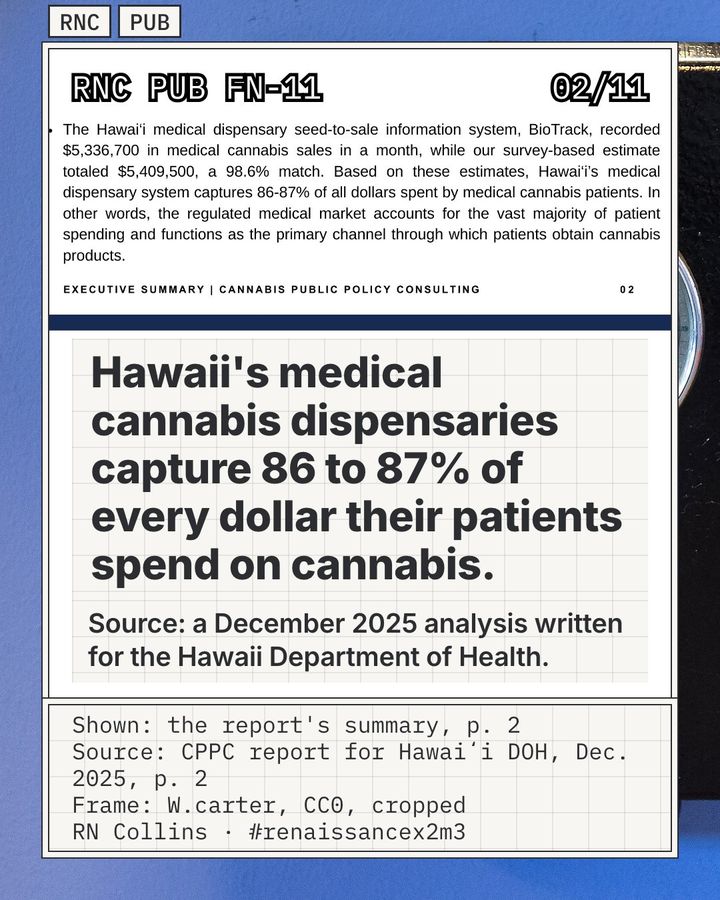 RNC PUB
RNC PUB FN-11 02/11
• The Hawaiʻi medical dispensary seed-to-sale information system, BioTrack, recorded
$5,336,700 in medical cannabis sales in a month, while our survey-based estimate
totaled $5,409,500, a 98.6% match. Based on these estimates, Hawaiʻi's medical
dispensary system captures 86-87% of all dollars spent by medical cannabis patients. In
other words, the regulated medical market accounts for the vast majority of patient
spending and functions as the primary channel through which patients obtain cannabis
products.
EXECUTIVE SUMMARY | CANNABIS PUBLIC POLICY CONSULTING 02
Hawaii's medical
cannabis dispensaries
capture 86 to 87% of
every dollar their patients
spend on cannabis.
Source: a December 2025 analysis written
for the Hawaii Department of Health.
Shown: the report's summary, p. 2
Source: CPPC report for Hawaiʻi DOH, Dec.
2025, p. 2
Frame: W.carter, CC0, cropped
RN Collins · #renaissancex2m3